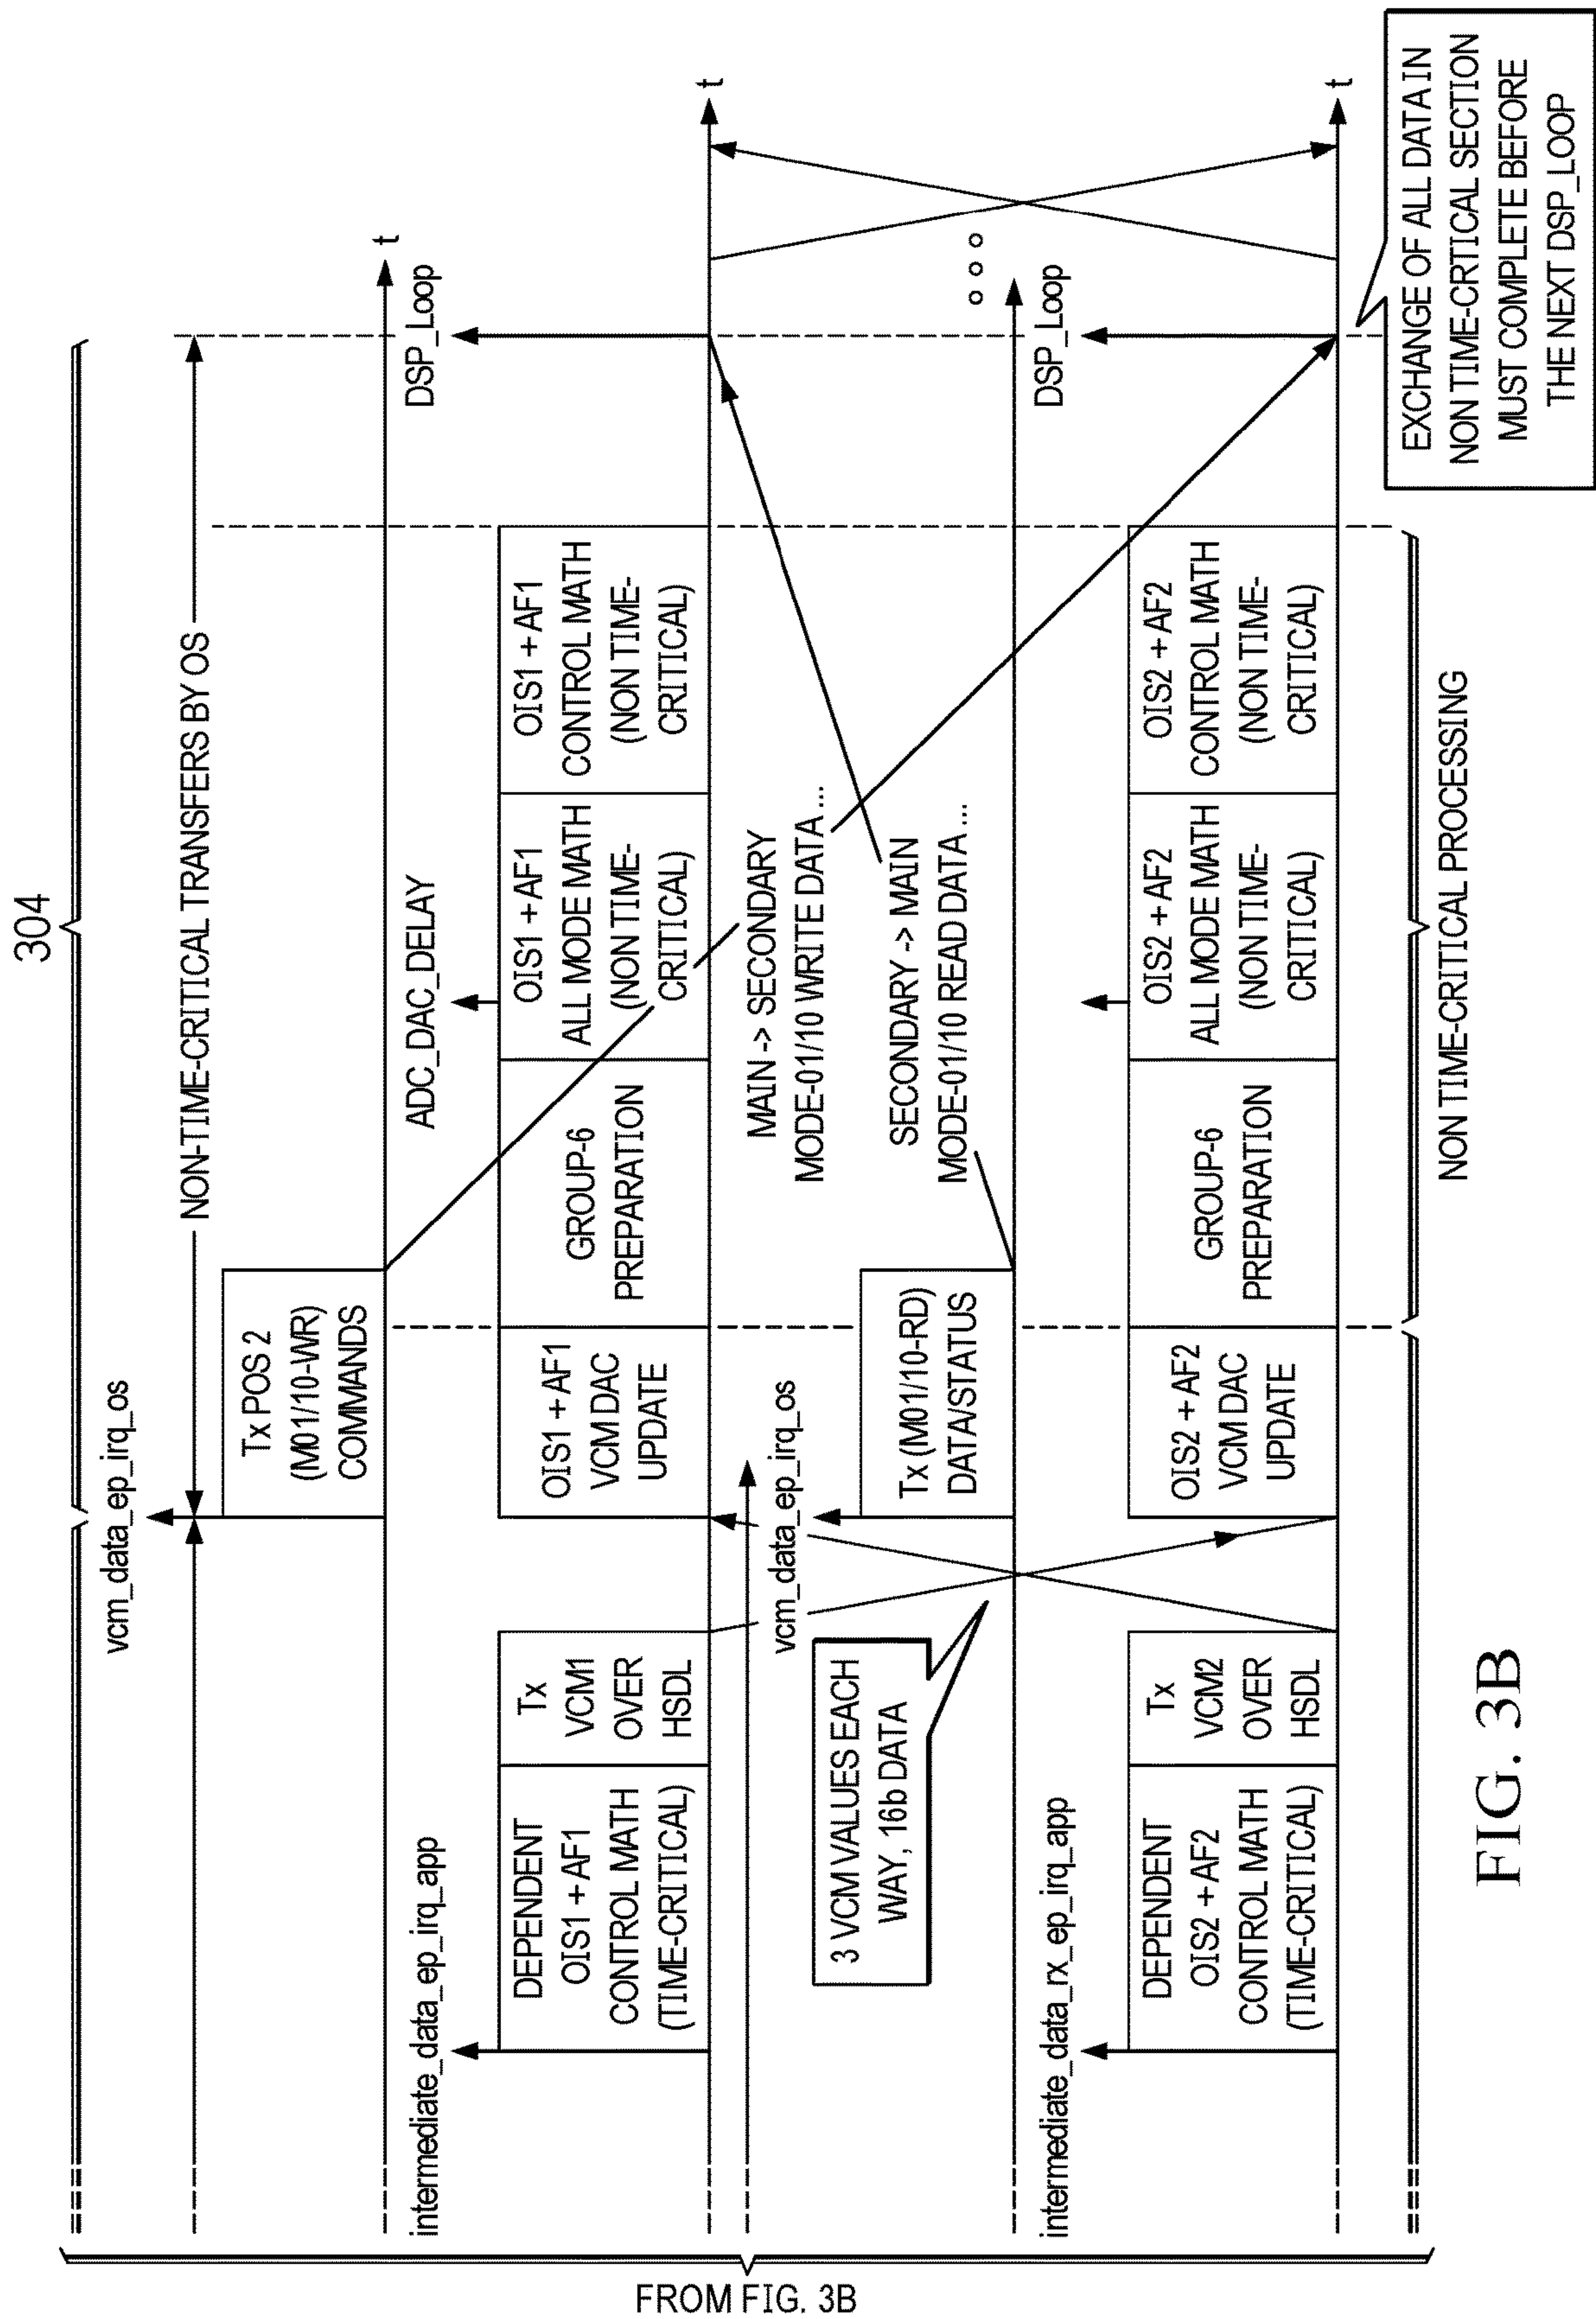 304
vcm_data_ep_irq_os
NON-TIME-CRITICAL TRANSFERS BY OS
Tx POS 2
(M01/10-WR)
COMMANDS
t
intermediate_data_ep_irq_app
ADC_DAC_DELAY
DSP_Loop
DEPENDENT
OIS1 + AF1
CONTROL MATH
(TIME-CRITICAL)
Tx
VCM1
OVER
HSDL
OIS1 + AF1
VCM DAC
UPDATE
GROUP-6
PREPARATION
OIS1 + AF1
ALL MODE MATH
(NON TIME-
CRITICAL)
OIS1 + AF1
CONTROL MATH
(NON TIME-
CRITICAL)
t
vcm_data_ep_irq_os
MAIN -> SECONDARY
MODE-01/10 WRITE DATA...
3 VCM VALUES EACH
WAY, 16b DATA
Tx (M01/10-RD)
DATA/STATUS
SECONDARY -> MAIN
MODE-01/10 READ DATA...
intermediate_data_rx_ep_irq_app
DSP_Loop
DEPENDENT
OIS2 + AF2
CONTROL MATH
(TIME-CRITICAL)
Tx
VCM2
OVER
HSDL
OIS2 + AF2
VCM DAC
UPDATE
GROUP-6
PREPARATION
OIS2 + AF2
ALL MODE MATH
(NON TIME-
CRITICAL)
OIS2 + AF2
CONTROL MATH
(NON TIME-
CRITICAL)
t
NON TIME-CRITICAL PROCESSING
EXCHANGE OF ALL DATA IN
NON TIME-CRITICAL SECTION
MUST COMPLETE BEFORE
THE NEXT DSP_LOOP
FROM FIG. 3B
FIG. 3B